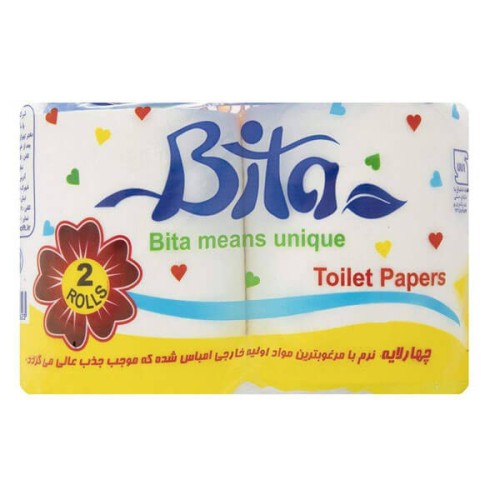 Bita
Bita means unique
2
ROLLS
Toilet Papers
چهارلایه، نرم با مرغوبترین مواد اولیه خارجی امباس شده که موجب جذب عالی می گردد